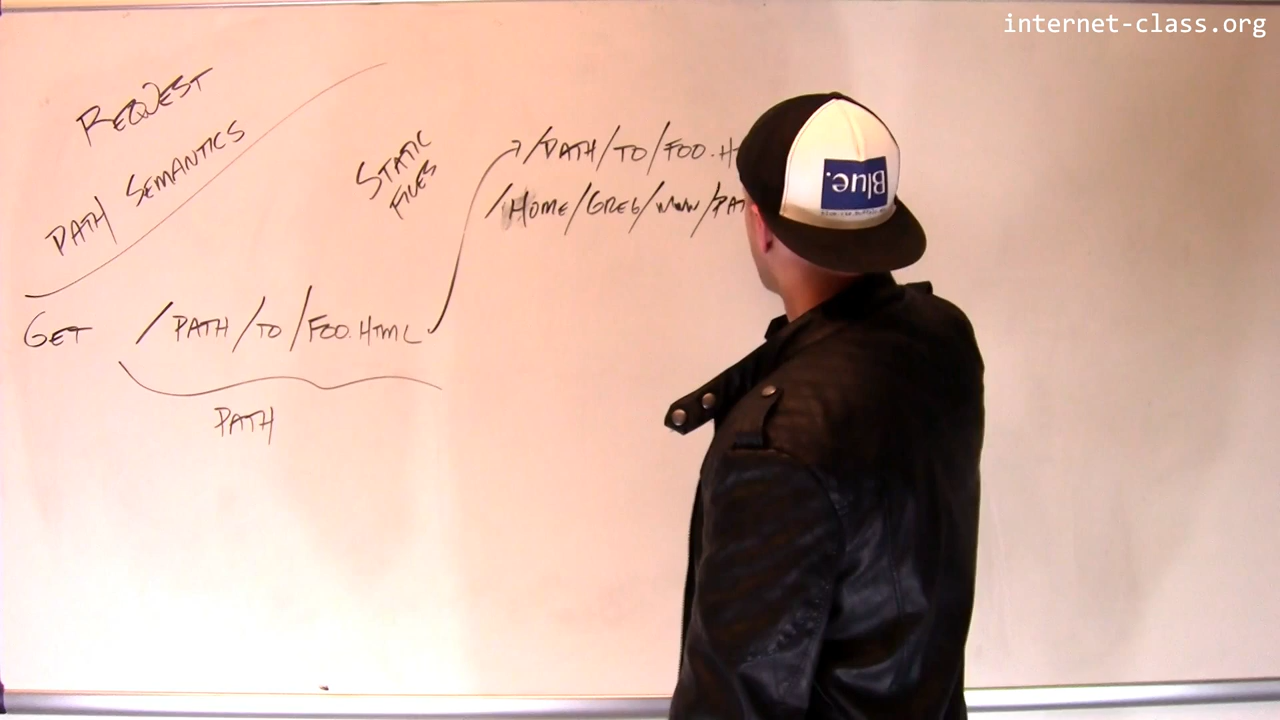 internet-class.org
REQUEST
PATH SEMANTICS
STATIC
FILES
/PATH/TO/FOO.H
/HOME/GREG/WWW/PAT
GET /PATH/TO/FOO.HTML
PATH
Blue.